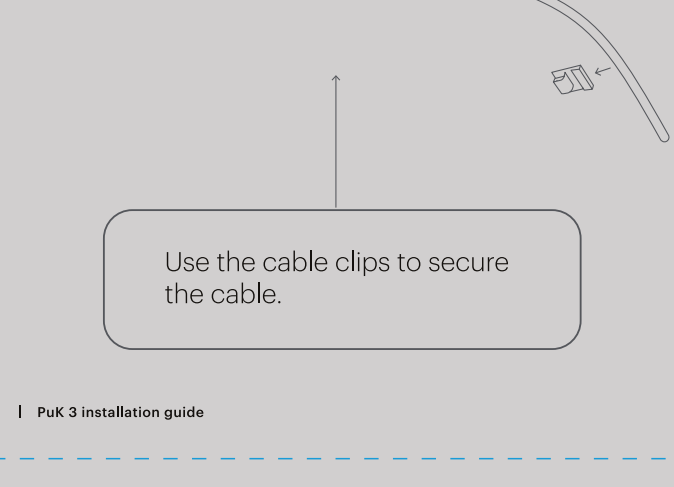 Use the cable clips to secure
the cable.
PuK 3 installation guide